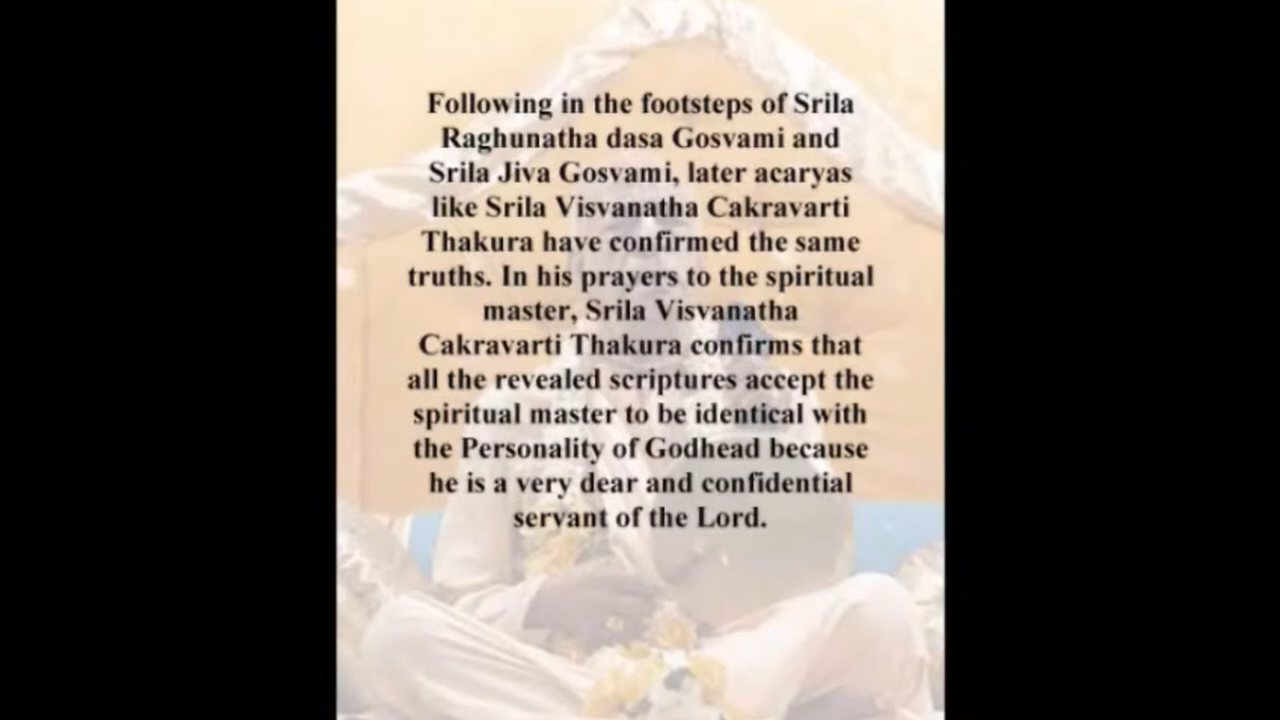 Following in the footsteps of Srila
Raghunatha dasa Gosvami and
Srila Jiva Gosvami, later acaryas
like Srila Visvanatha Cakravarti
Thakura have confirmed the same
truths. In his prayers to the spiritual
master, Srila Visvanatha
Cakravarti Thakura confirms that
all the revealed scriptures accept the
spiritual master to be identical with
the Personality of Godhead because
he is a very dear and confidential
servant of the Lord.